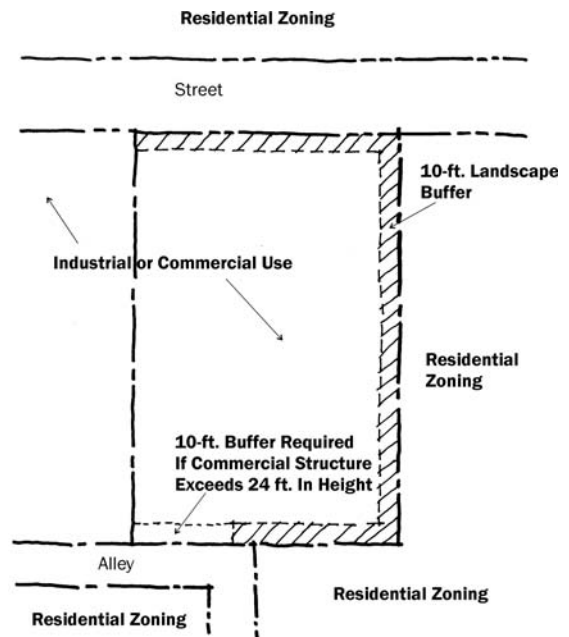 Residential Zoning
Street
10-ft. Landscape
Buffer
Industrial or Commercial Use
Residential
Zoning
10-ft. Buffer Required
If Commercial Structure
Exceeds 24 ft. In Height
Alley
Residential Zoning
Residential Zoning